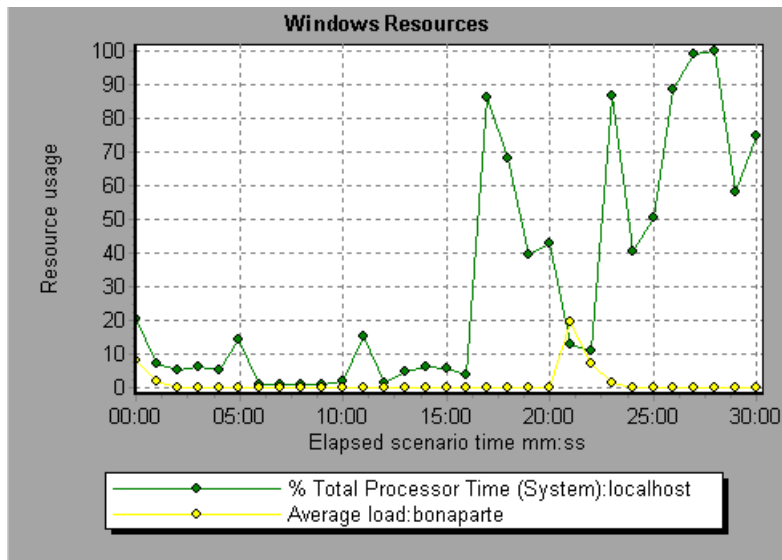 Windows Resources
100
90
80
70
60
50
40
30
20
10
0
Resource usage
00:00 05:00 10:00 15:00 20:00 25:00 30:00
Elapsed scenario time mm:ss
% Total Processor Time (System):localhost
Average load:bonaparte